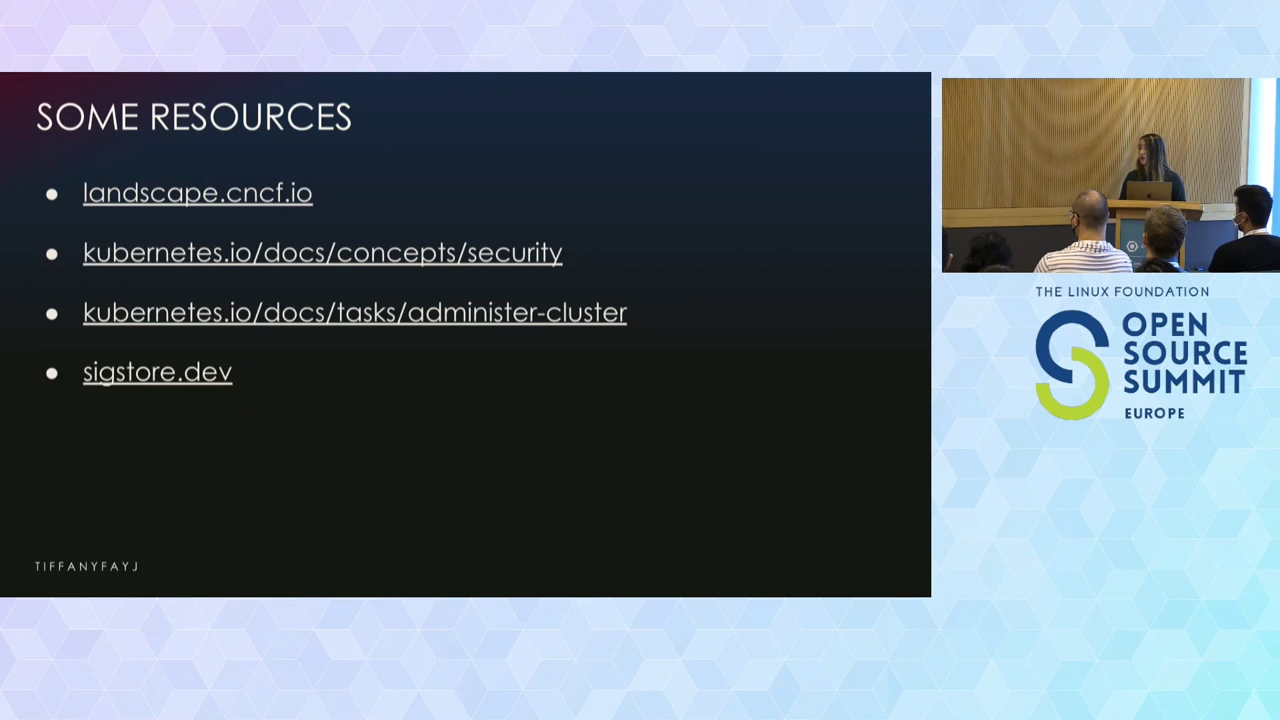 SOME RESOURCES
● landscape.cncf.io
● kubernetes.io/docs/concepts/security
● kubernetes.io/docs/tasks/administer-cluster
● sigstore.dev
TIFFANYFAYJ
THE LINUX FOUNDATION
OPEN
SOURCE
SUMMIT
EUROPE